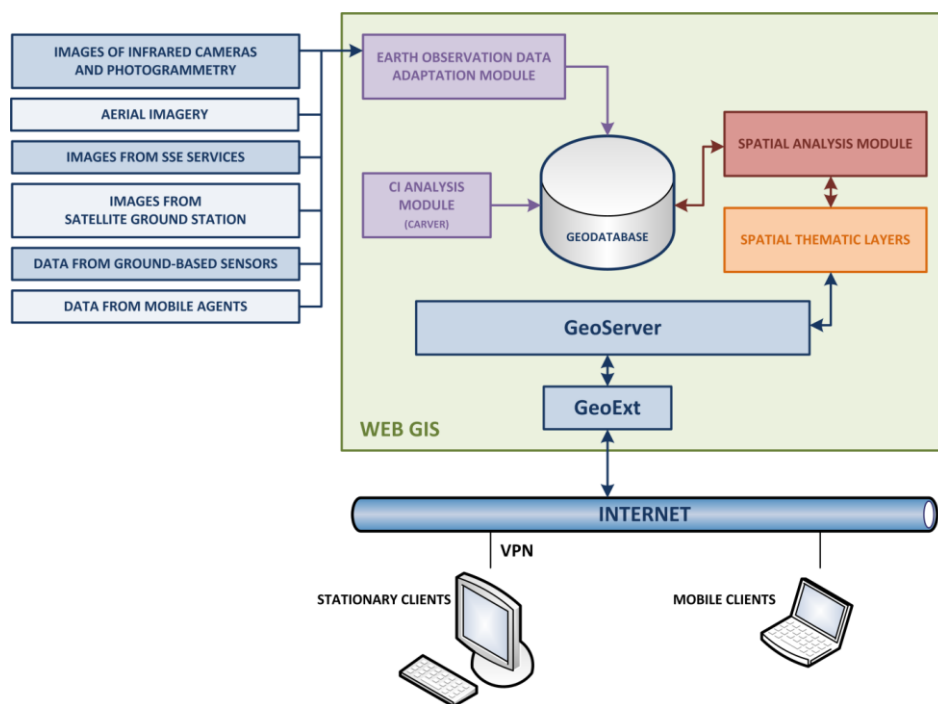 IMAGES OF INFRARED CAMERAS
AND PHOTOGRAMMETRY
AERIAL IMAGERY
IMAGES FROM SSE SERVICES
IMAGES FROM
SATELLITE GROUND STATION
DATA FROM GROUND-BASED SENSORS
DATA FROM MOBILE AGENTS
EARTH OBSERVATION DATA
ADAPTATION MODULE
CI ANALYSIS
MODULE
(CARVER)
GEODATABASE
SPATIAL ANALYSIS MODULE
SPATIAL THEMATIC LAYERS
GeoServer
GeoExt
WEB GIS
INTERNET
VPN
STATIONARY CLIENTS
MOBILE CLIENTS